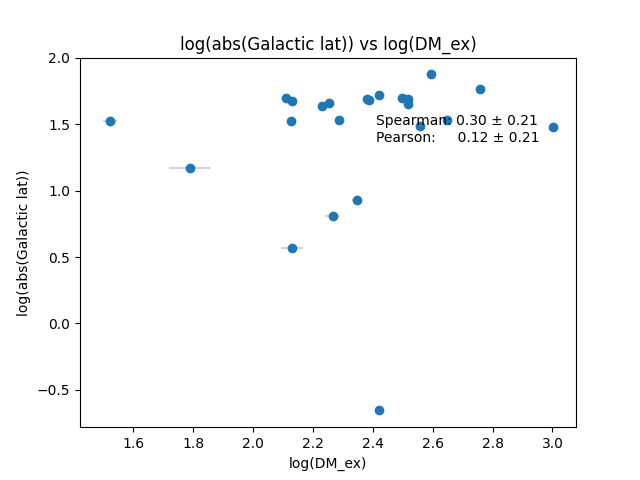 log(abs(Galactic lat)) vs log(DM_ex)
2.0
1.5
1.0
0.5
0.0
−0.5
log(abs(Galactic lat))
Spearman: 0.30 ± 0.21
Pearson: 0.12 ± 0.21
1.6 1.8 2.0 2.2 2.4 2.6 2.8 3.0
log(DM_ex)